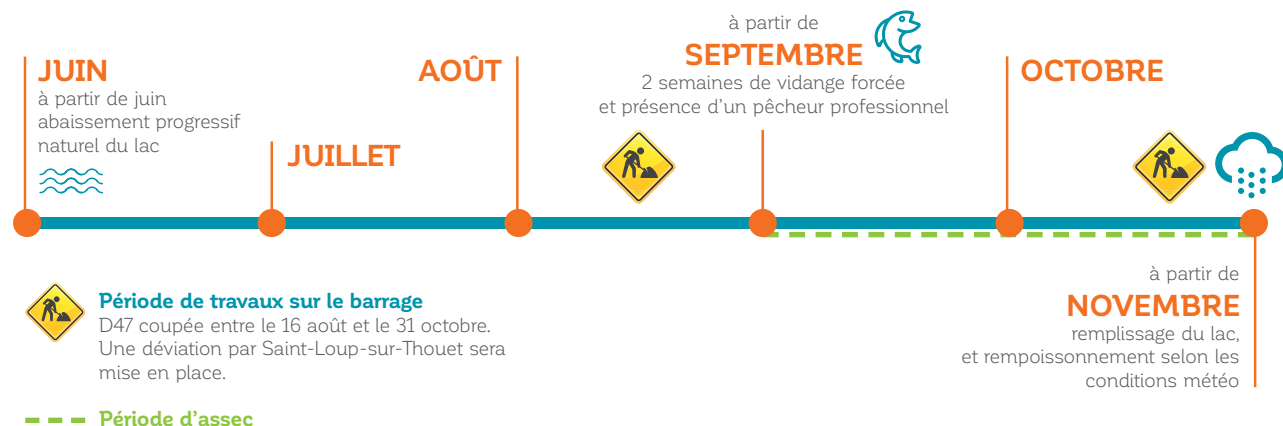 JUIN
à partir de juin
abaissement progressif
naturel du lac
JUILLET
AOÛT
à partir de
SEPTEMBRE
2 semaines de vidange forcée
et présence d'un pêcheur professionnel
OCTOBRE
à partir de
NOVEMBRE
remplissage du lac,
et rempoissonnement selon les
conditions météo
Période de travaux sur le barrage
D47 coupée entre le 16 août et le 31 octobre.
Une déviation par Saint-Loup-sur-Thouet sera
mise en place.
Période d'assec